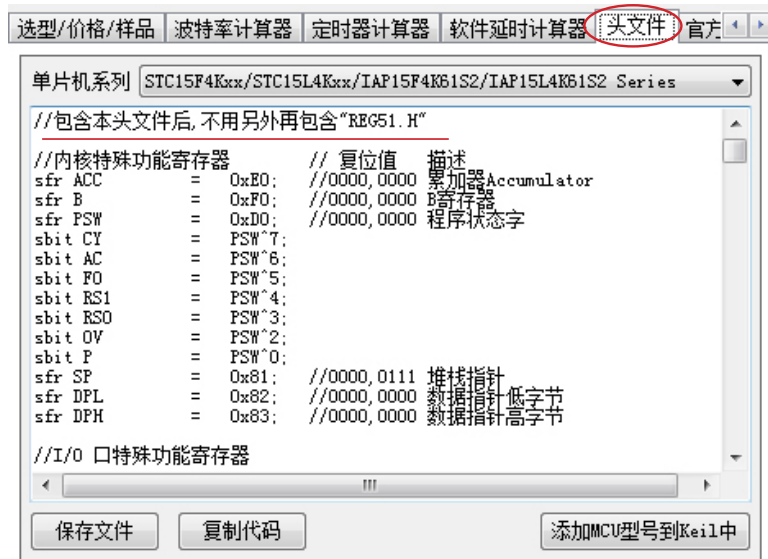 选型/价格/样品 波特率计算器 定时器计算器 软件延时计算器 头文件 官方
单片机系列 STC15F4Kxx/STC15L4Kxx/IAP15F4K61S2/IAP15L4K61S2 Series
//包含本头文件后,不用另外再包含"REG51.H"
//内核特殊功能寄存器 // 复位值 描述
sfr ACC = 0xE0; //0000,0000 累加器Accumulator
sfr B = 0xF0; //0000,0000 B寄存器
sfr PSW = 0xD0; //0000,0000 程序状态字
sbit CY = PSW^7;
sbit AC = PSW^6;
sbit F0 = PSW^5;
sbit RS1 = PSW^4;
sbit RS0 = PSW^3;
sbit OV = PSW^2;
sbit P = PSW^0;
sfr SP = 0x81; //0000,0111 堆栈指针
sfr DPL = 0x82; //0000,0000 数据指针低字节
sfr DPH = 0x83; //0000,0000 数据指针高字节
//I/O 口特殊功能寄存器
保存文件 复制代码 添加MCU型号到Keil中